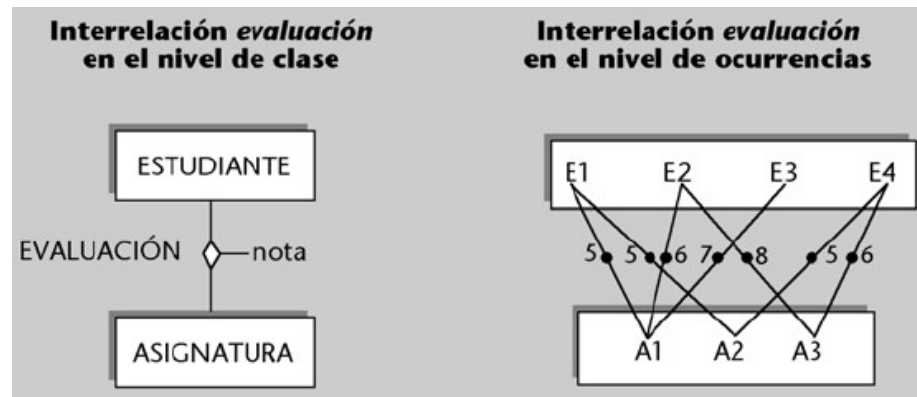 Interrelación evaluación
en el nivel de clase
ESTUDIANTE
EVALUACIÓN
nota
ASIGNATURA
Interrelación evaluación
en el nivel de ocurrencias
E1 E2 E3 E4
5 5 6 7 8 5 6
A1 A2 A3